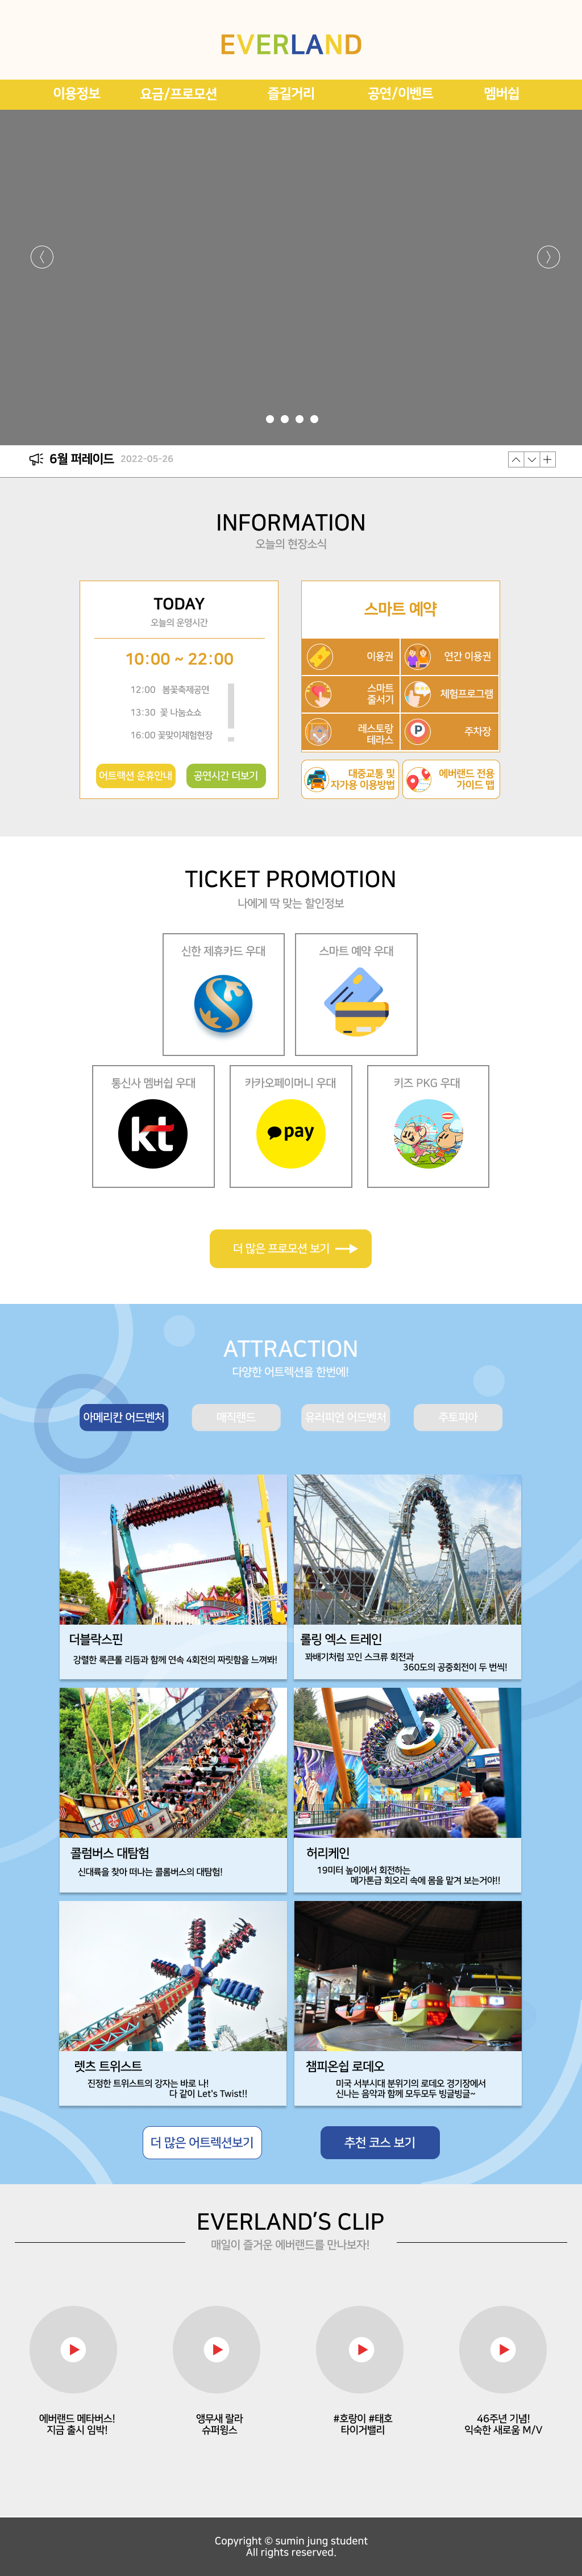 EVERLAND
이용정보 요금/프로모션 즐길거리 공연/이벤트 멤버쉽
6월 퍼레이드 2022-05-26
INFORMATION
오늘의 현장소식
TODAY
오늘의 운영시간
10:00 ~ 22:00
12:00 봄꽃축제공연
13:30 꽃 나눔쇼쇼
16:00 꽃맞이체험현장
어트렉션 운휴안내 공연시간 더보기
스마트 예약
이용권 연간 이용권
스마트
줄서기
체험프로그램
레스토랑
테라스
P 주차장
대중교통 및
자가용 이용방법
에버랜드 전용
가이드 맵
TICKET PROMOTION
나에게 딱 맞는 할인정보
신한 제휴카드 우대 스마트 예약 우대
통신사 멤버쉽 우대 카카오페이머니 우대 키즈 PKG 우대
kt pay
더 많은 프로모션 보기
ATTRACTION
다양한 어트렉션을 한번에!
아메리칸 어드벤처 매직랜드 유러피언 어드벤처 주토피아
더블락스핀
강렬한 록큰롤 리듬과 함께 연속 4회전의 짜릿함을 느껴봐!
롤링 엑스 트레인
꽈배기처럼 꼬인 스크류 회전과
360도의 공중회전이 두 번씩!
콜럼버스 대탐험
신대륙을 찾아 떠나는 콜롬버스의 대탐험!
허리케인
19미터 높이에서 회전하는
메가톤급 회오리 속에 몸을 맡겨 보는거야!!
렛츠 트위스트
진정한 트위스트의 강자는 바로 나!
다 같이 Let's Twist!!
챔피온쉽 로데오
미국 서부시대 분위기의 로데오 경기장에서
신나는 음악과 함께 모두모두 빙글빙글~
더 많은 어트렉션보기 추천 코스 보기
EVERLAND'S CLIP
매일이 즐거운 에버랜드를 만나보자!
에버랜드 메타버스!
지금 출시 임박!
앵무새 랄라
슈퍼윙스
#호랑이 #태호
타이거밸리
46주년 기념!
익숙한 새로움 M/V
Copyright © sumin jung student
All rights reserved.